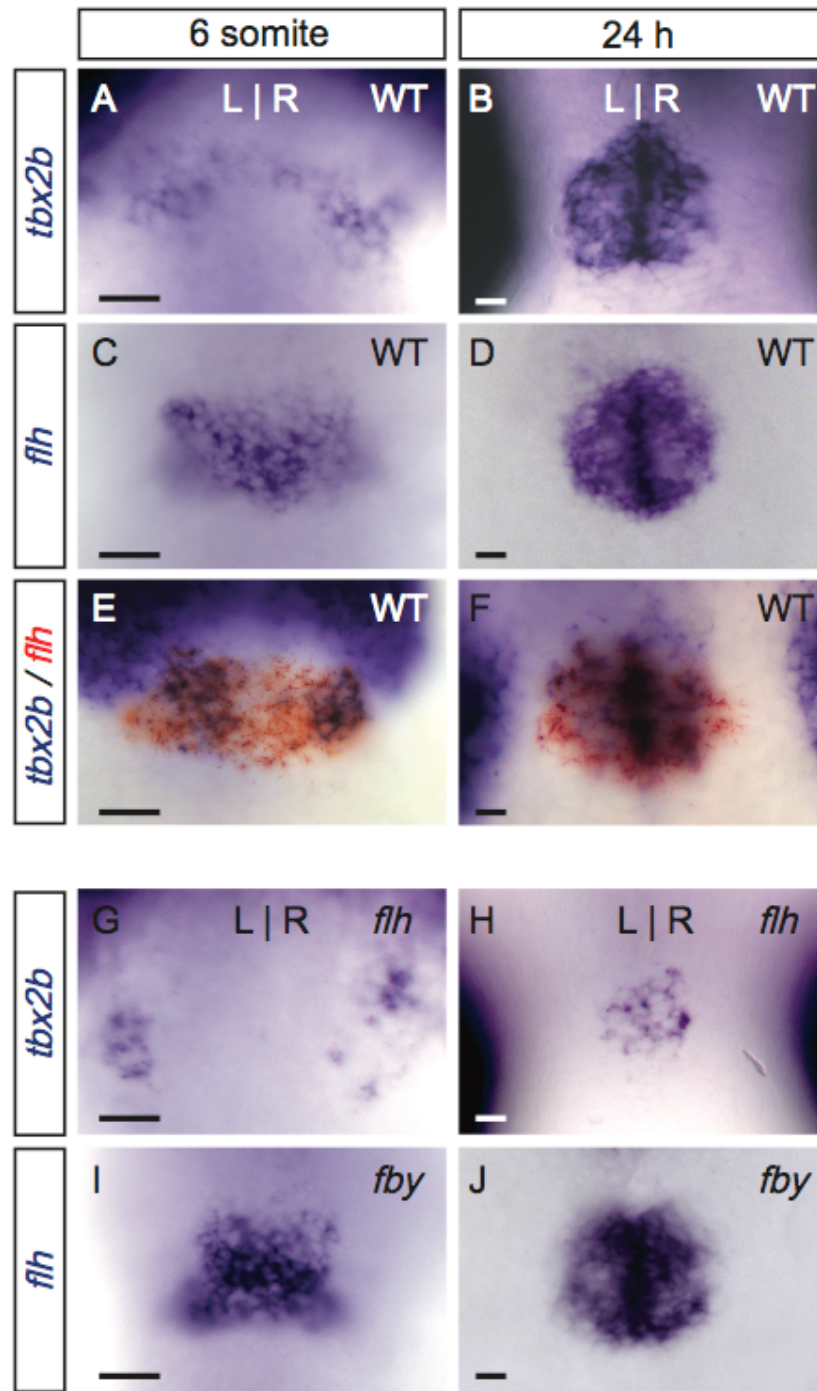 6 somite 24 h
tbx2b
A L | R WT
B L | R WT
flh
C WT
D WT
tbx2b / flh
E WT
F WT
tbx2b
G L | R flh
H L | R flh
flh
I fby
J fby